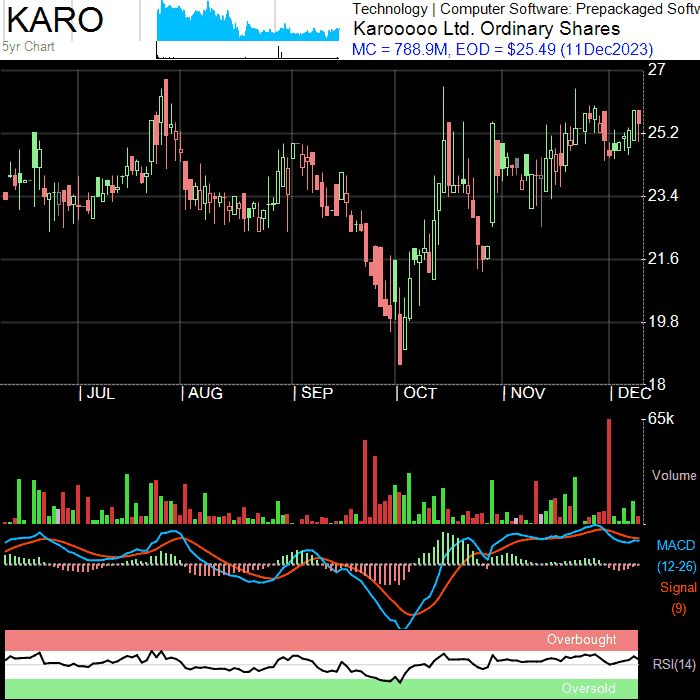 KARO
5yr Chart
Technology | Computer Software: Prepackaged Softw
Karooooo Ltd. Ordinary Shares
MC = 788.9M, EOD = $25.49 (11Dec2023)
27
25.2
23.4
21.6
19.8
18
| JUL | AUG | SEP | OCT | NOV | DEC
65k
Volume
MACD
(12-26)
Signal
(9)
Overbought
RSI(14)
Oversold